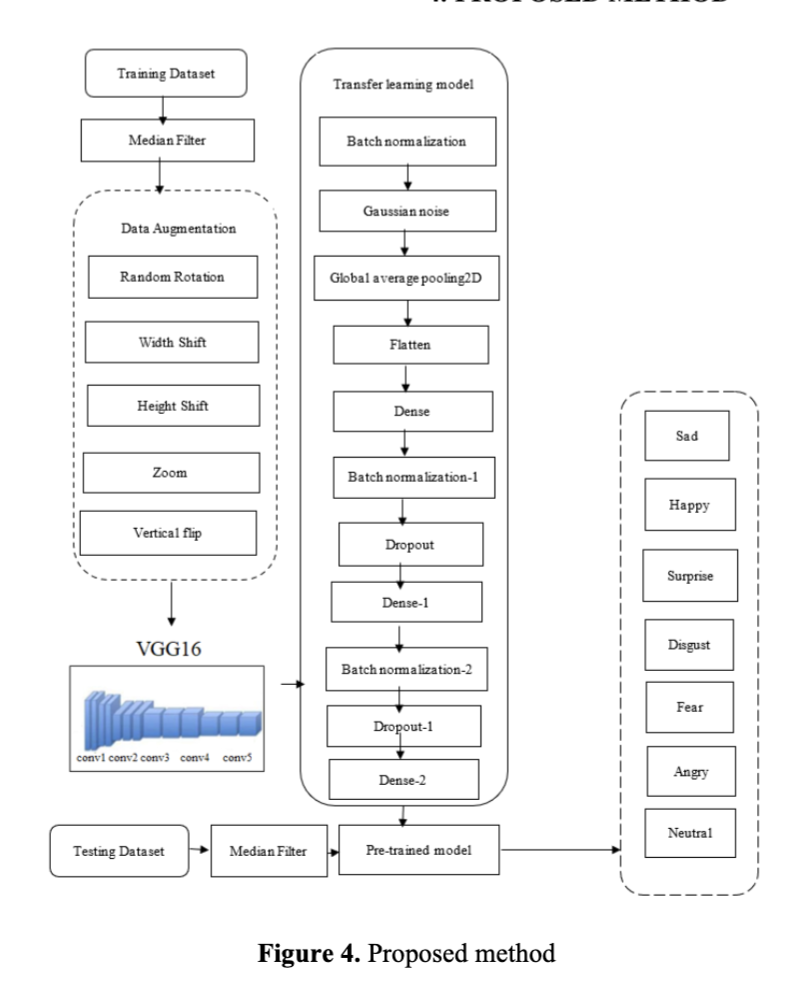 4. PROPOSED METHOD
Training Dataset
Median Filter
Data Augmentation
Random Rotation
Width Shift
Height Shift
Zoom
Vertical flip
VGG16
conv1 conv2 conv3 conv4 conv5
Transfer learning model
Batch normalization
Gaussian noise
Global average pooling2D
Flatten
Dense
Batch normalization-1
Dropout
Dense-1
Batch normalization-2
Dropout-1
Dense-2
Testing Dataset
Median Filter
Pre-trained model
Sad
Happy
Surprise
Disgust
Fear
Angry
Neutral
Figure 4. Proposed method